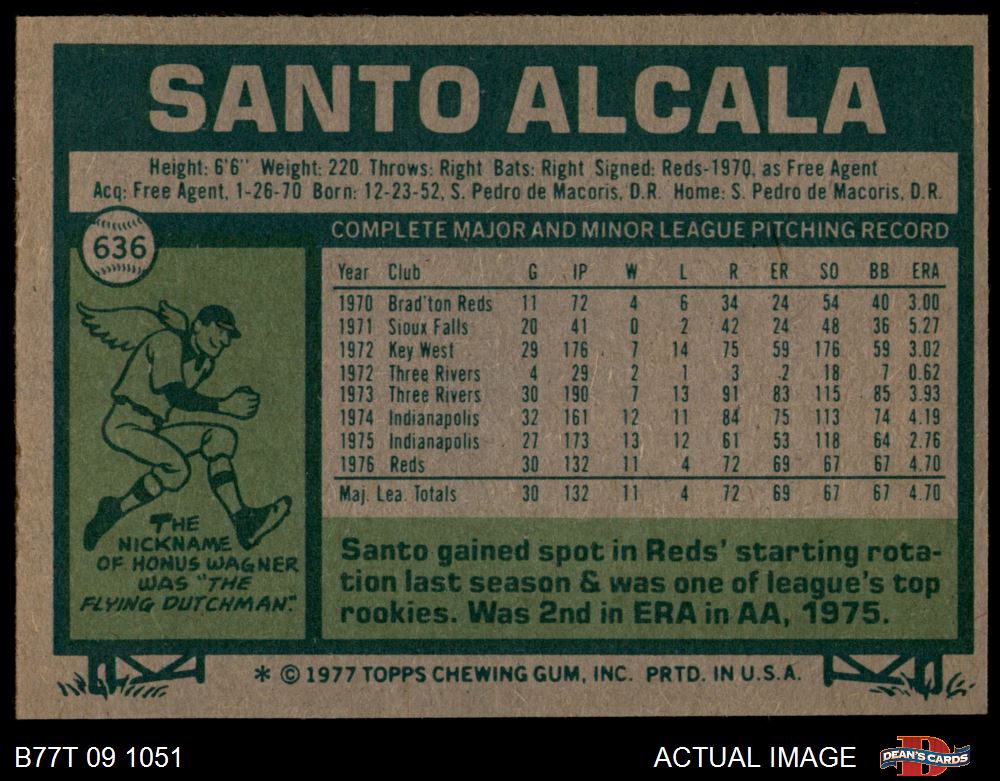 SANTO ALCALA
Height: 6'6" Weight: 220 Throws: Right Bats: Right Signed: Reds-1970, as Free Agent
Acq: Free Agent, 1-26-70 Born: 12-23-52, S. Pedro de Macoris, D.R. Home: S. Pedro de Macoris, D.R.
636
COMPLETE MAJOR AND MINOR LEAGUE PITCHING RECORD
Year Club G IP W L R ER SO BB ERA
1970 Brad'ton Reds 11 72 4 6 34 24 54 40 3.00
1971 Sioux Falls 20 41 0 2 42 24 48 36 5.27
1972 Key West 29 176 7 14 75 59 176 59 3.02
1972 Three Rivers 4 29 2 1 3 2 18 7 0.62
1973 Three Rivers 30 190 7 13 91 83 115 85 3.93
1974 Indianapolis 32 161 12 11 84 75 113 74 4.19
1975 Indianapolis 27 173 13 12 61 53 118 64 2.76
1976 Reds 30 132 11 4 72 69 67 67 4.70
Maj. Lea. Totals 30 132 11 4 72 69 67 67 4.70
THE
NICKNAME
OF HONUS WAGNER
WAS "THE
FLYING DUTCHMAN."
Santo gained spot in Reds' starting rota-
tion last season & was one of league's top
rookies. Was 2nd in ERA in AA, 1975.
* © 1977 TOPPS CHEWING GUM, INC. PRTD. IN U.S.A.
B77T 09 1051
ACTUAL IMAGE
DEAN'S CARDS